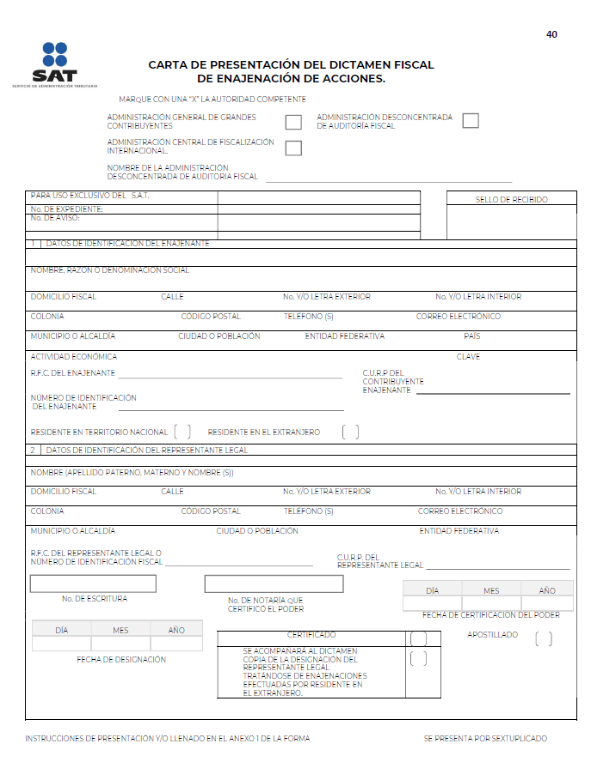 40
SAT
SERVICIO DE ADMINISTRACIÓN TRIBUTARIA
CARTA DE PRESENTACIÓN DEL DICTAMEN FISCAL
DE ENAJENACIÓN DE ACCIONES.
MARQUE CON UNA "X" LA AUTORIDAD COMPETENTE
ADMINISTRACIÓN GENERAL DE GRANDES
CONTRIBUYENTES
ADMINISTRACIÓN DESCONCENTRADA
DE AUDITORÍA FISCAL
ADMINISTRACIÓN CENTRAL DE FISCALIZACIÓN
INTERNACIONAL.
NOMBRE DE LA ADMINISTRACIÓN
DESCONCENTRADA DE AUDITORIA FISCAL
PARA USO EXCLUSIVO DEL S.A.T.
SELLO DE RECIBIDO
No. DE EXPEDIENTE:
No. DE AVISO:
1 DATOS DE IDENTIFICACIÓN DEL ENAJENANTE
NOMBRE, RAZÓN O DENOMINACIÓN SOCIAL
DOMICILIO FISCAL CALLE No. Y/O LETRA EXTERIOR No. Y/O LETRA INTERIOR
COLONIA CÓDIGO POSTAL TELÉFONO (S) CORREO ELECTRÓNICO
MUNICIPIO O ALCALDÍA CIUDAD O POBLACIÓN ENTIDAD FEDERATIVA PAÍS
ACTIVIDAD ECONÓMICA CLAVE
R.F.C. DEL ENAJENANTE
C.U.R.P DEL
CONTRIBUYENTE
ENAJENANTE
NÚMERO DE IDENTIFICACIÓN
DEL ENAJENANTE
RESIDENTE EN TERRITORIO NACIONAL ( ) RESIDENTE EN EL EXTRANJERO ( )
2 DATOS DE IDENTIFICACIÓN DEL REPRESENTANTE LEGAL
NOMBRE (APELLIDO PATERNO, MATERNO Y NOMBRE (S))
DOMICILIO FISCAL CALLE No. Y/O LETRA EXTERIOR No. Y/O LETRA INTERIOR
COLONIA CÓDIGO POSTAL TELÉFONO (S) CORREO ELECTRÓNICO
MUNICIPIO O ALCALDÍA CIUDAD O POBLACIÓN ENTIDAD FEDERATIVA
R.F.C. DEL REPRESENTANTE LEGAL O
NÚMERO DE IDENTIFICACIÓN FISCAL
C.U.R.P. DEL
REPRESENTANTE LEGAL
No. DE ESCRITURA
No. DE NOTARÍA QUE
CERTIFICÓ EL PODER
DÍA MES AÑO
FECHA DE CERTIFICACIÓN DEL PODER
DÍA MES AÑO
FECHA DE DESIGNACIÓN
CERTIFICADO ( ) APOSTILLADO ( )
SE ACOMPAÑARÁ AL DICTAMEN ( )
COPIA DE LA DESIGNACIÓN DEL
REPRESENTANTE LEGAL
TRATÁNDOSE DE ENAJENACIONES
EFECTUADAS POR RESIDENTE EN
EL EXTRANJERO.
INSTRUCCIONES DE PRESENTACIÓN Y/O LLENADO EN EL ANEXO 1 DE LA FORMA
SE PRESENTA POR SEXTUPLICADO